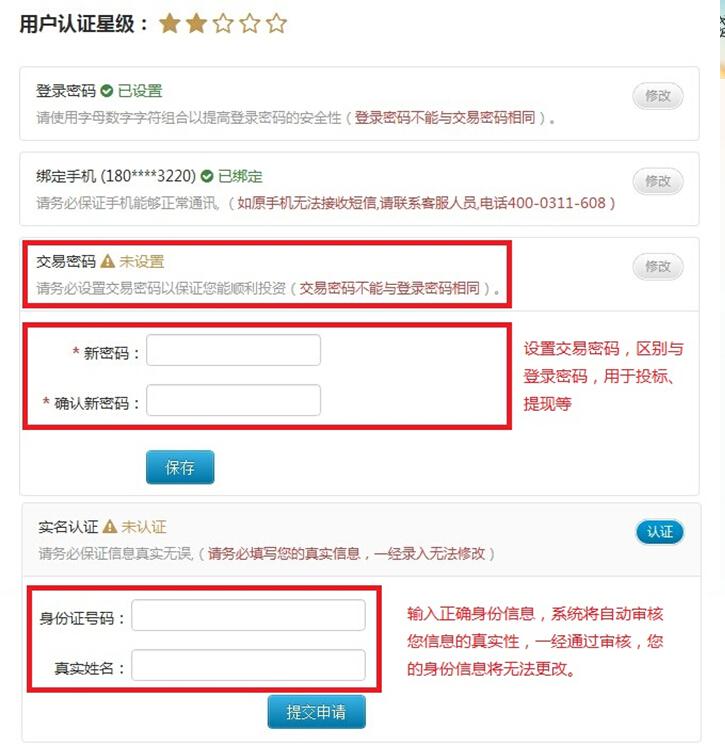 用户认证星级：
登录密码 已设置
修改
请使用字母数字字符组合以提高登录密码的安全性（登录密码不能与交易密码相同）。
绑定手机 (180****3220) 已绑定
修改
请务必保证手机能够正常通讯,（如原手机无法接收短信,请联系客服人员,电话400-0311-608）
交易密码 未设置
修改
请务必设置交易密码以保证您能顺利投资（交易密码不能与登录密码相同）。
* 新密码：
* 确认新密码：
设置交易密码，区别与
登录密码，用于投标、
提现等
保存
实名认证 未认证
认证
请务必保证信息真实无误,（请务必填写您的真实信息，一经录入无法修改）
身份证号码：
真实姓名：
输入正确身份信息，系统将自动审核
您信息的真实性，一经通过审核，您
的身份信息将无法更改。
提交申请